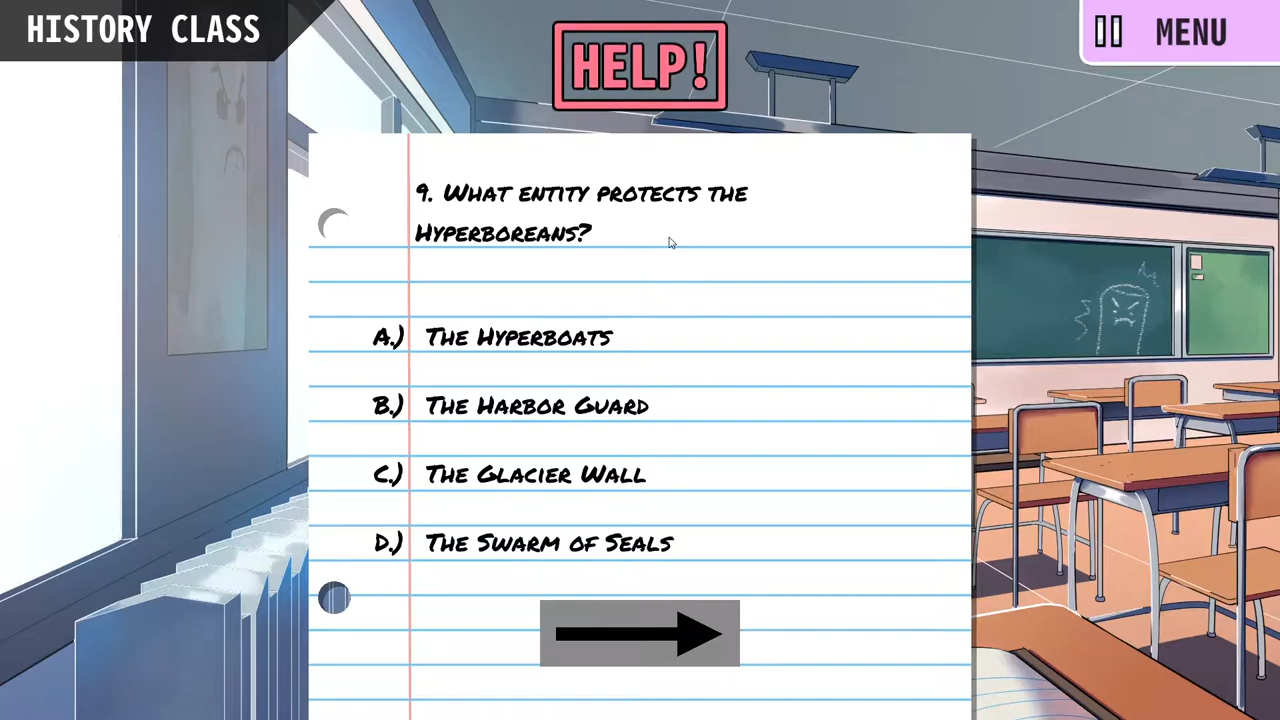 HISTORY CLASS
HELP!
MENU
9. What entity protects the
Hyperboreans?
A.) The Hyperboats
B.) The Harbor Guard
C.) The Glacier Wall
D.) The Swarm of Seals